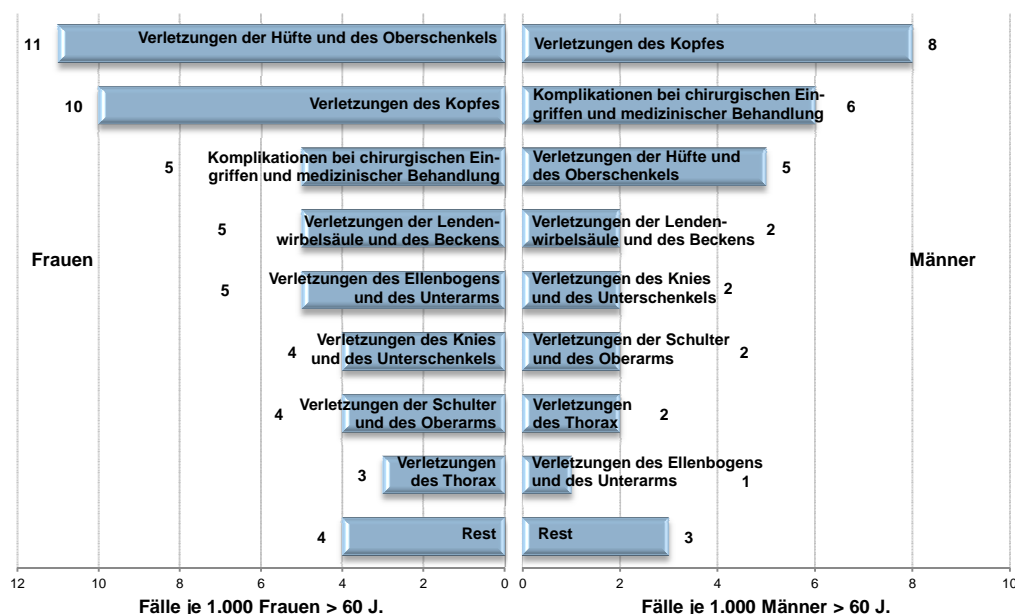 11
Verletzungen der Hüfte und des Oberschenkels
Verletzungen des Kopfes
8
10
Verletzungen des Kopfes
Komplikationen bei chirurgischen Ein-
griffen und medizinischer Behandlung
6
5
Komplikationen bei chirurgischen Ein-
griffen und medizinischer Behandlung
Verletzungen der Hüfte und
des Oberschenkels
5
5
Verletzungen der Lenden-
wirbelsäule und des Beckens
Verletzungen der Lenden-
wirbelsäule und des Beckens
2
Frauen
Männer
5
Verletzungen des Ellenbogens
und des Unterarms
Verletzungen des Knies
und des Unterschenkels
2
4
Verletzungen des Knies
und des Unterschenkels
Verletzungen der Schulter
und des Oberarms
2
4
Verletzungen der Schulter
und des Oberarms
Verletzungen
des Thorax
2
3
Verletzungen
des Thorax
Verletzungen des Ellenbogens
und des Unterarms
1
4
Rest
Rest
3
12 10 8 6 4 2 0
0 2 4 6 8 10
Fälle je 1.000 Frauen > 60 J.
Fälle je 1.000 Männer > 60 J.